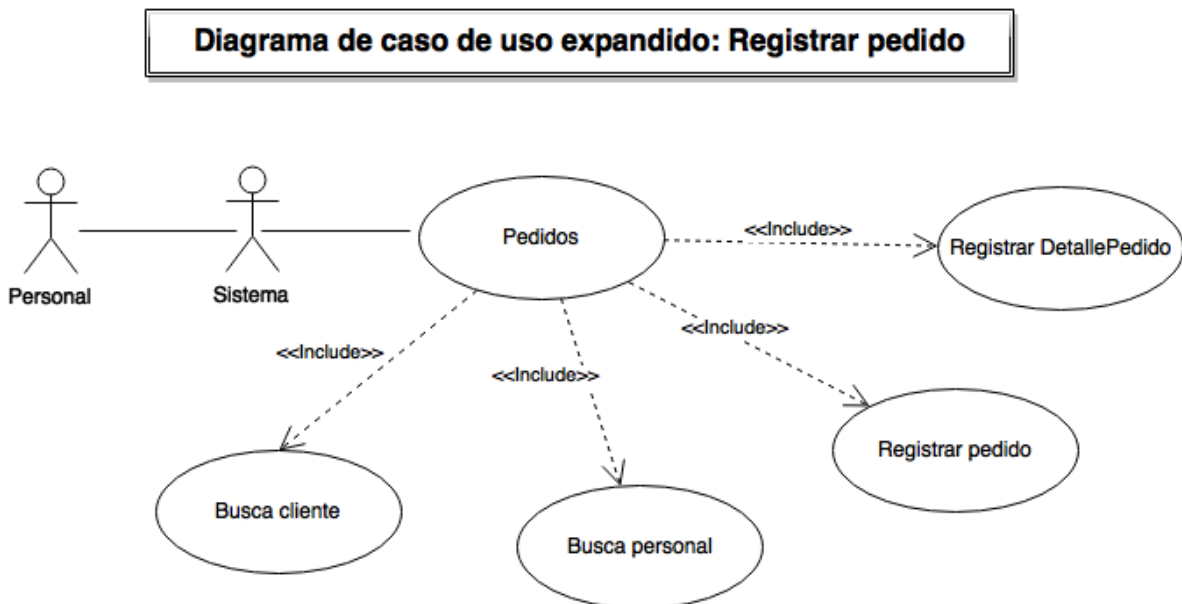 Diagrama de caso de uso expandido: Registrar pedido
Pedidos
<<Include>>
Registrar DetallePedido
Personal
Sistema
<<Include>>
<<Include>>
<<Include>>
Registrar pedido
Busca cliente
Busca personal